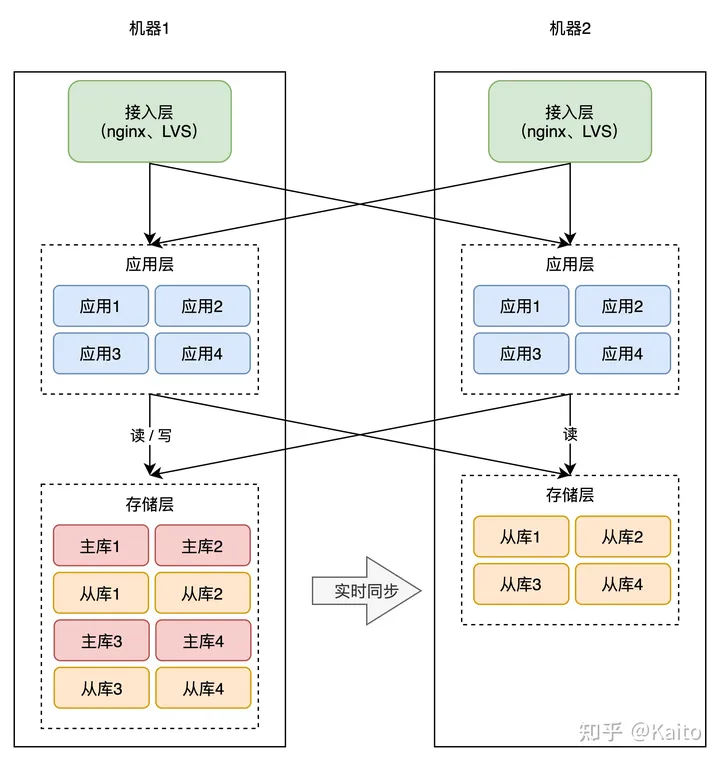 机器1
机器2
接入层
（nginx、LVS）
接入层
（nginx、LVS）
应用层
应用1
应用2
应用3
应用4
应用层
应用1
应用2
应用3
应用4
读 / 写
读
存储层
主库1
主库2
从库1
从库2
主库3
主库4
从库3
从库4
实时同步
存储层
从库1
从库2
从库3
从库4
知乎 @Kaito